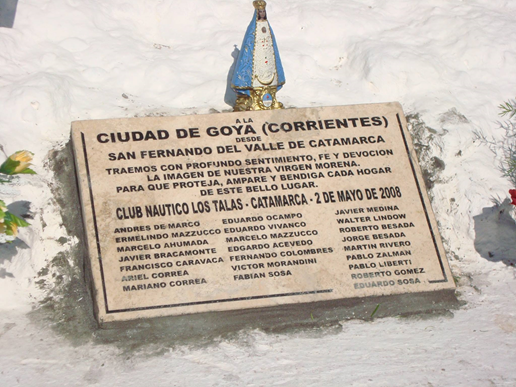 A LA
CIUDAD DE GOYA (CORRIENTES)
DESDE
SAN FERNANDO DEL VALLE DE CATAMARCA
TRAEMOS CON PROFUNDO SENTIMIENTO, FE Y DEVOCION
LA IMAGEN DE NUESTRA VIRGEN MORENA.
PARA QUE PROTEJA, AMPARE Y BENDIGA CADA HOGAR
DE ESTE BELLO LUGAR.
CLUB NAUTICO LOS TALAS - CATAMARCA - 2 DE MAYO DE 2008
ANDRES DE MARCO
ERMELINDO MAZZUCCO
MARCELO AHUMADA
JAVIER BRACAMONTE
FRANCISCO CARAVACA
ARIEL CORREA
MARIANO CORREA
EDUARDO OCAMPO
EDUARDO VIVANCO
MARCELO MAZZUCCO
EDGARDO ACEVEDO
FERNANDO COLOMBRES
VICTOR MORANDINI
FABIAN SOSA
JAVIER MEDINA
WALTER LINDOW
ROBERTO BESADA
JORGE BESADA
MARTIN RIVERO
PABLO ZALMAN
PABLO LIBERTI
ROBERTO GOMEZ
EDUARDO SOSA